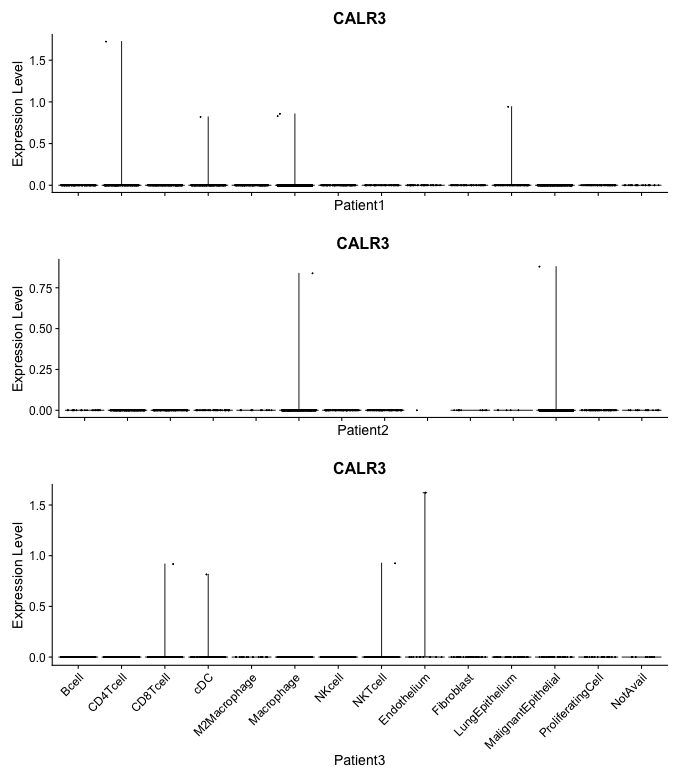 CALR3
Expression Level
1.5
1.0
0.5
0.0
Patient1
CALR3
Expression Level
0.75
0.50
0.25
0.00
Patient2
CALR3
Expression Level
1.5
1.0
0.5
0.0
Bcell
CD4Tcell
CD8Tcell
cDC
M2Macrophage
Macrophage
NKcell
NKTcell
Endothelium
Fibroblast
LungEpithelium
MalignantEpithelial
ProliferatingCell
NotAvail
Patient3